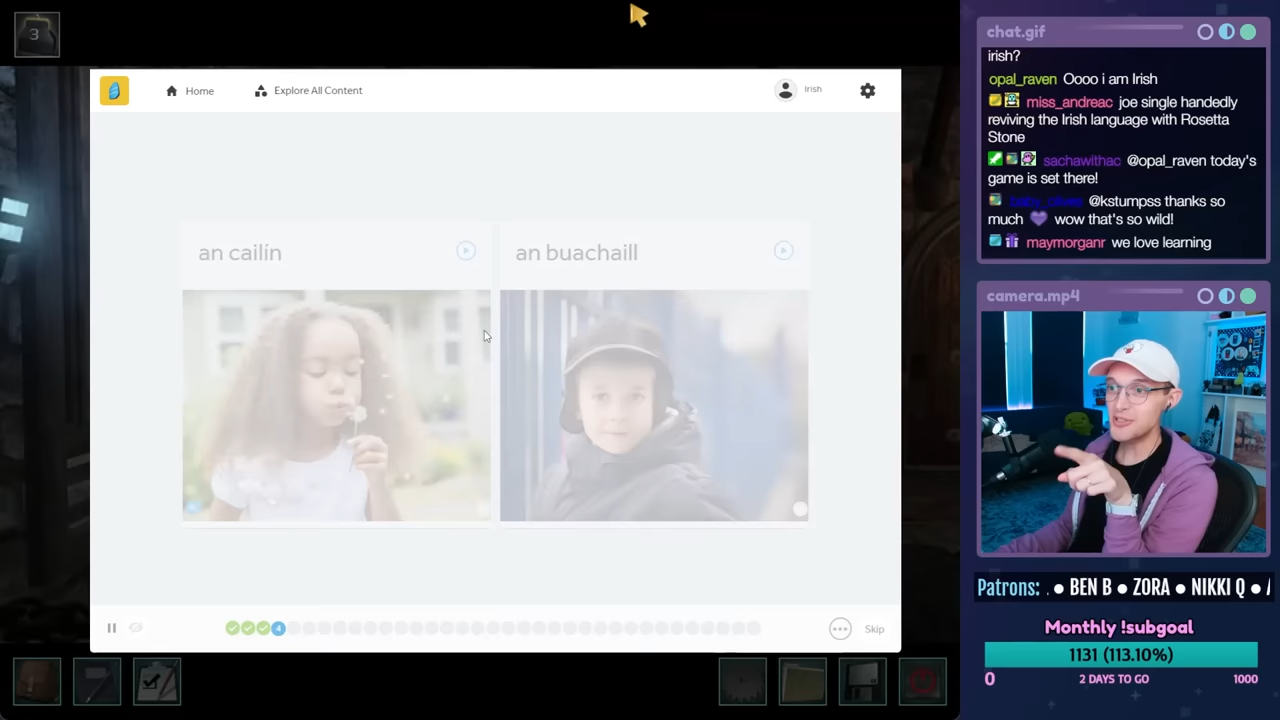 3
Home
Explore All Content
Irish
an cailín
an buachaill
4
Skip
chat.gif
irish?
opal_raven Oooo i am Irish
miss_andreac joe single handedly
reviving the Irish language with Rosetta
Stone
sachawithac @opal_raven today's
game is set there!
@kstumpss thanks so
much 💜 wow that's so wild!
maymorganr we love learning
camera.mp4
Patrons: . ● BEN B ● ZORA ● NIKKI Q ●
Monthly !subgoal
1131 (113.10%)
0 2 DAYS TO GO 1000